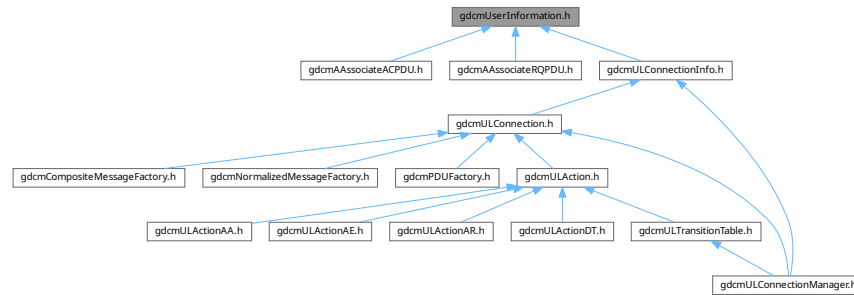 gdcmUserInformation.h
gdcmAAssociateACPDU.h
gdcmAAssociateRQPDU.h
gdcmULConnectionInfo.h
gdcmULConnection.h
gdcmCompositeMessageFactory.h
gdcmNormalizedMessageFactory.h
gdcmPDUFactory.h
gdcmULAction.h
gdcmULActionAA.h
gdcmULActionAE.h
gdcmULActionAR.h
gdcmULActionDT.h
gdcmULTransitionTable.h
gdcmULConnectionManager.h